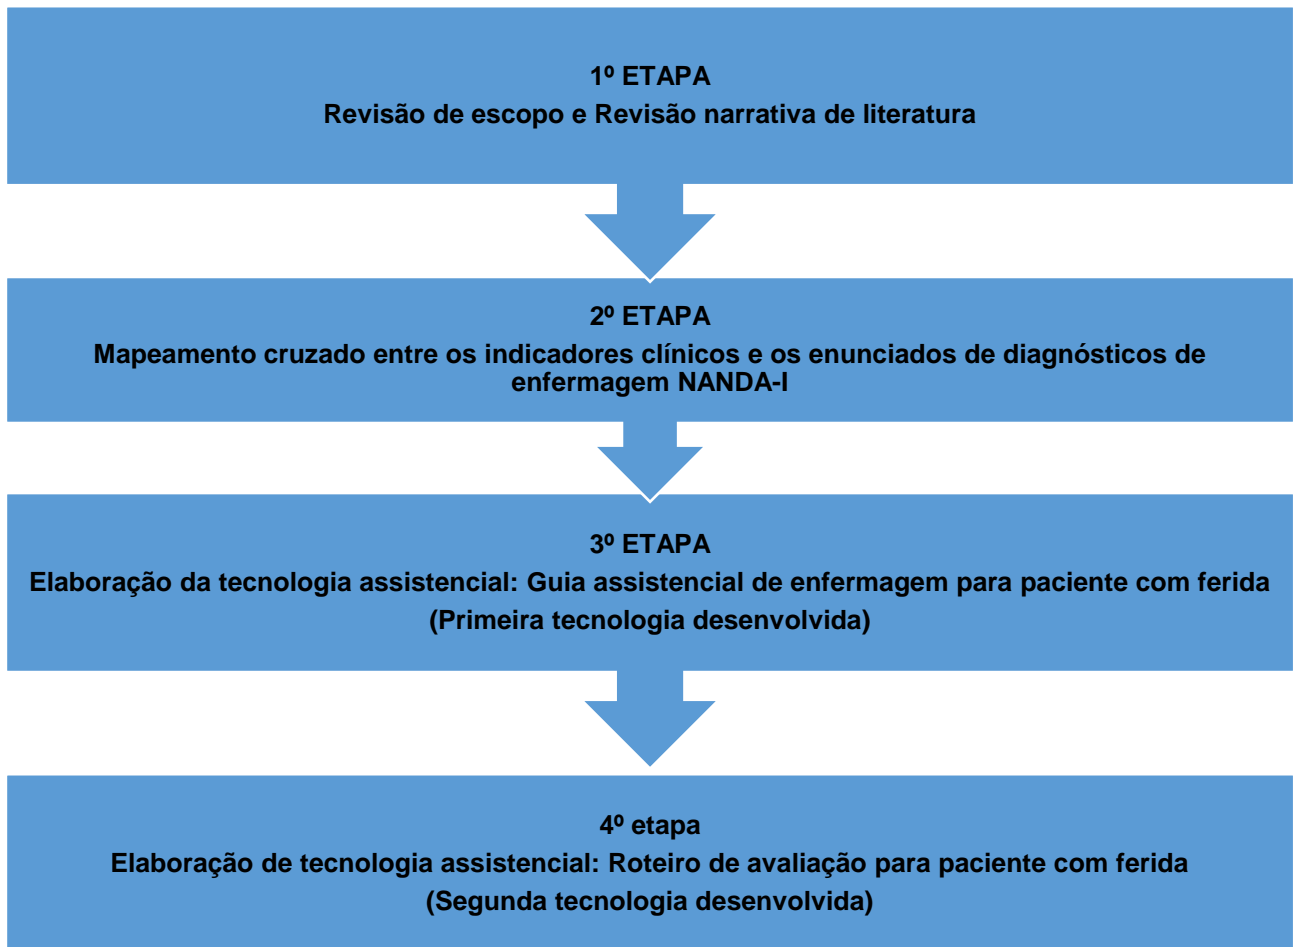 1º ETAPA
Revisão de escopo e Revisão narrativa de literatura
2º ETAPA
Mapeamento cruzado entre os indicadores clínicos e os enunciados de diagnósticos de
enfermagem NANDA-I
3º ETAPA
Elaboração da tecnologia assistencial: Guia assistencial de enfermagem para paciente com ferida
(Primeira tecnologia desenvolvida)
4º etapa
Elaboração de tecnologia assistencial: Roteiro de avaliação para paciente com ferida
(Segunda tecnologia desenvolvida)